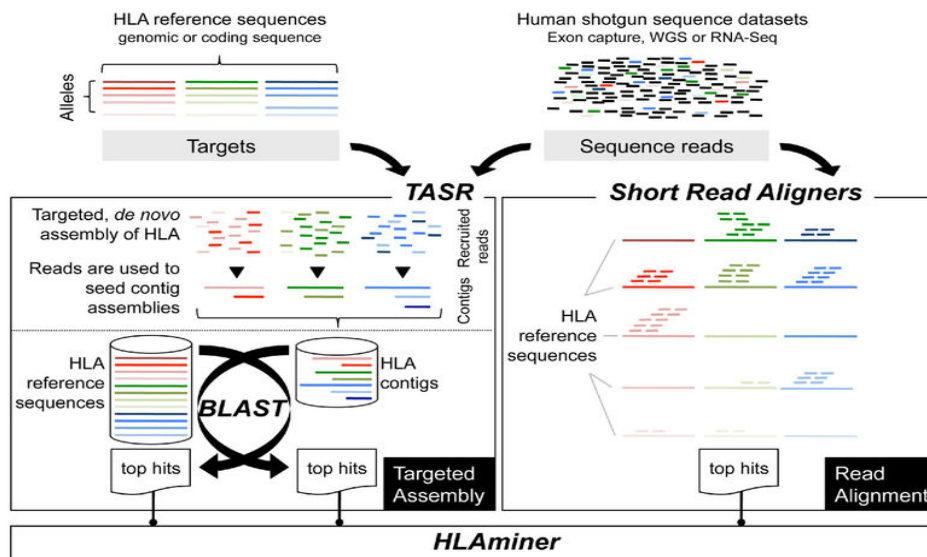 HLA reference sequences
genomic or coding sequence
Human shotgun sequence datasets
Exon capture, WGS or RNA-Seq
Alleles
Targets
Sequence reads
TASR
Short Read Aligners
Targeted, de novo
assembly of HLA
Recruited
reads
Reads are used to
seed contig
assemblies
Contigs
HLA
reference
sequences
HLA
contigs
BLAST
top hits
top hits
Targeted
Assembly
HLA
reference
sequences
top hits
Read
Alignment
HLAminer